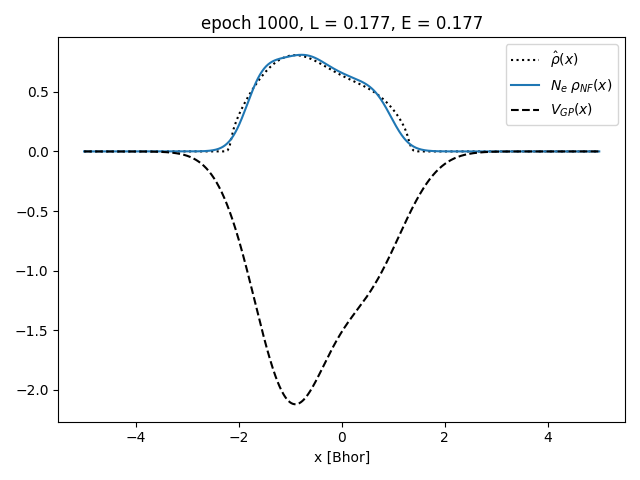 epoch 1000, L = 0.177, E = 0.177
ρ̂(x)
Nₑ ρNF(x)
VGP(x)
0.5
0.0
−0.5
−1.0
−1.5
−2.0
−4 −2 0 2 4
x [Bhor]